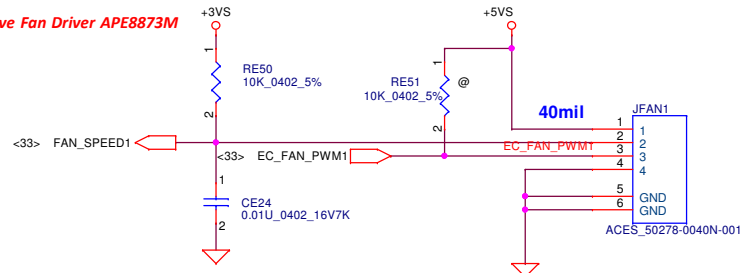 ve Fan Driver APE8873M
+3VS
+5VS
1
RE50
10K_0402_5%
2
1
RE51
10K_0402_5%
@
2
40mil
JFAN1
<33>
FAN_SPEED1
<33>
EC_FAN_PWM1
EC_FAN_PWM1
1
2
3
4
5
6
1
2
3
4
GND
GND
ACES_50278-0040N-001
1
CE24
0.01U_0402_16V7K
2